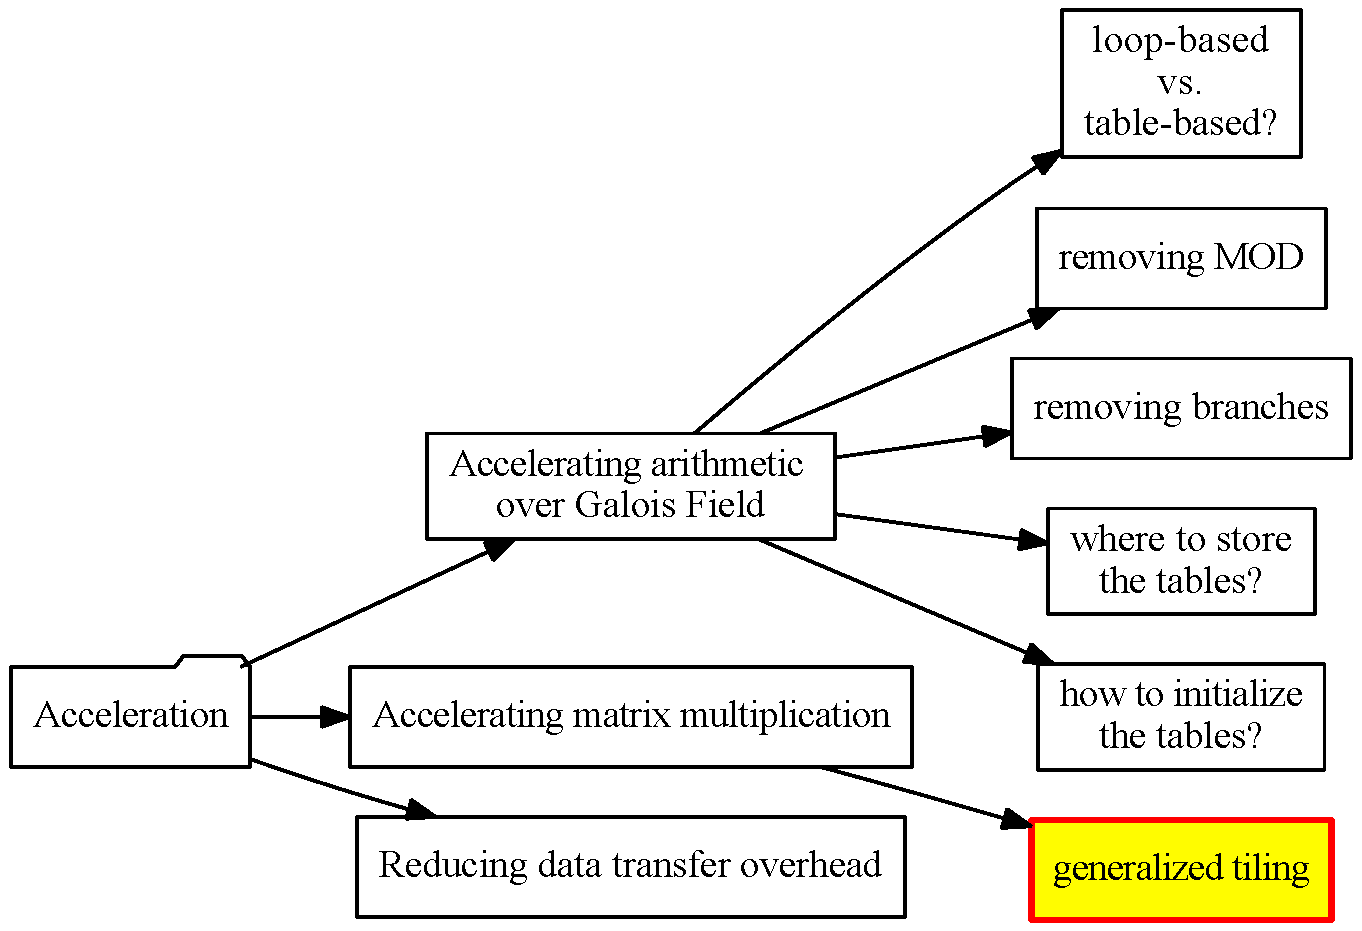 loop-based
vs.
table-based?
removing MOD
removing branches
Accelerating arithmetic
over Galois Field
where to store
the tables?
how to initialize
the tables?
Acceleration
Accelerating matrix multiplication
Reducing data transfer overhead
generalized tiling